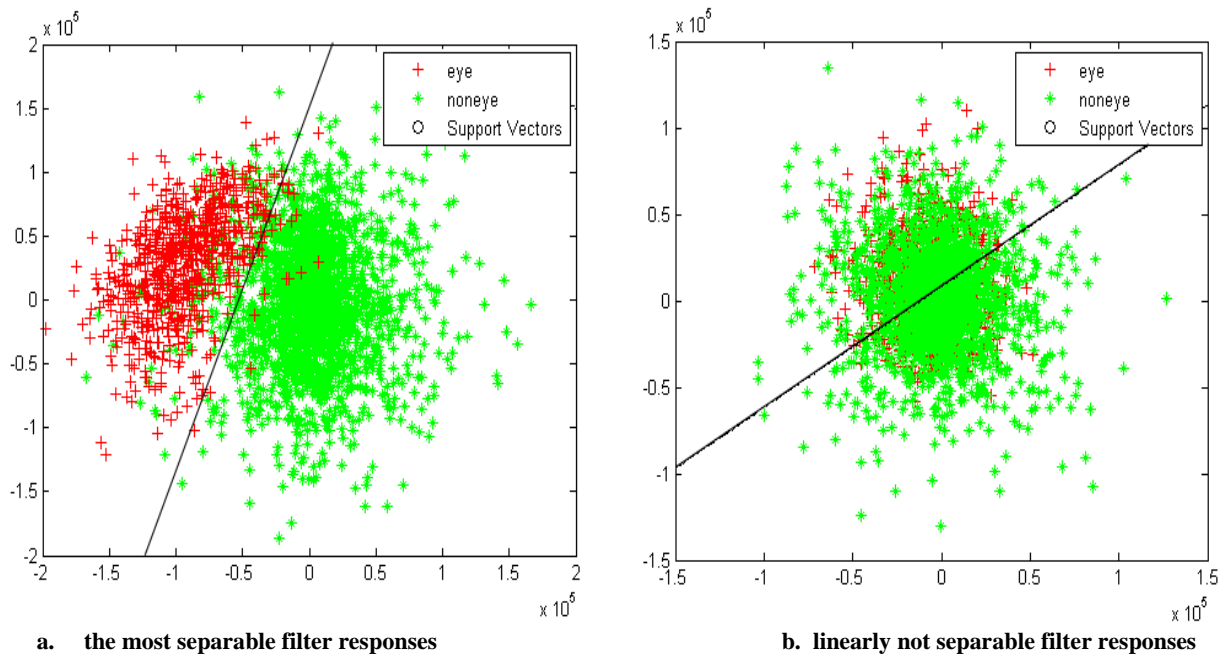 x 10^5
2
1.5
1
0.5
0
-0.5
-1
-1.5
-2
-2 -1.5 -1 -0.5 0 0.5 1 1.5 2
x 10^5
eye
noneye
Support Vectors
a. the most separable filter responses
x 10^5
1.5
1
0.5
0
-0.5
-1
-1.5
-1.5 -1 -0.5 0 0.5 1 1.5
x 10^5
eye
noneye
Support Vectors
b. linearly not separable filter responses